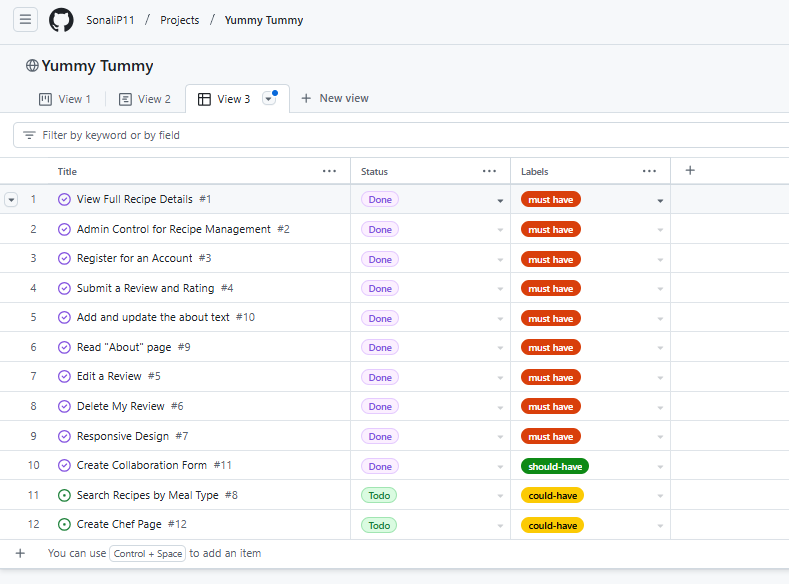 SonaliP11 / Projects / Yummy Tummy
Yummy Tummy
View 1 View 2 View 3 New view
Filter by keyword or by field
Title Status Labels
1 View Full Recipe Details #1 Done must have
2 Admin Control for Recipe Management #2 Done must have
3 Register for an Account #3 Done must have
4 Submit a Review and Rating #4 Done must have
5 Add and update the about text #10 Done must have
6 Read "About" page #9 Done must have
7 Edit a Review #5 Done must have
8 Delete My Review #6 Done must have
9 Responsive Design #7 Done must have
10 Create Collaboration Form #11 Done should-have
11 Search Recipes by Meal Type #8 Todo could-have
12 Create Chef Page #12 Todo could-have
You can use Control + Space to add an item